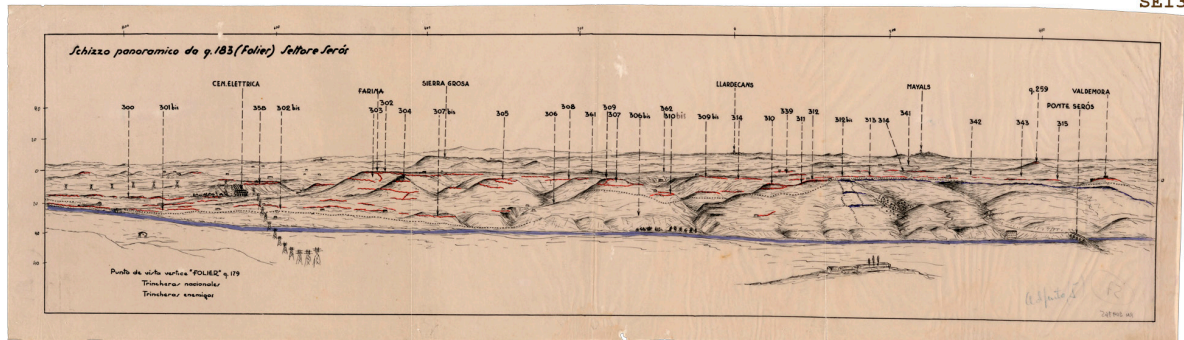 SE13
Schizzo panoramico da q.183 (Folier) Settore Serós
CEN.ELETTRICA
FARINA
SIERRA GROSA
LLARDECANS
MAYALS
q.259
VALDEMORA
PONTE SERÓS
300
301 bis
358
302 bis
303
302
304
307 bis
305
306
308
361
309
307
306 bis
362
310 bis
309 bis
314
310
339
311
312
312 bis
313
314
341
342
343
315
Punto de vista vertice "FOLIER" q.179
Trincheras nacionales
Trincheras enemigas